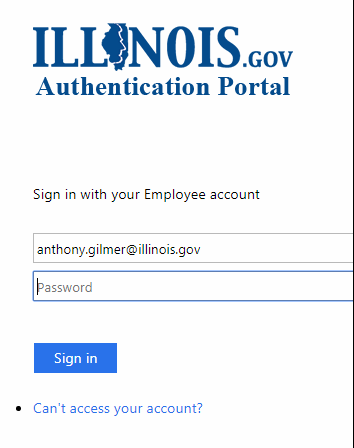 ILLINOIS.GOV
Authentication Portal
Sign in with your Employee account
anthony.gilmer@illinois.gov
Password
Sign in
Can't access your account?